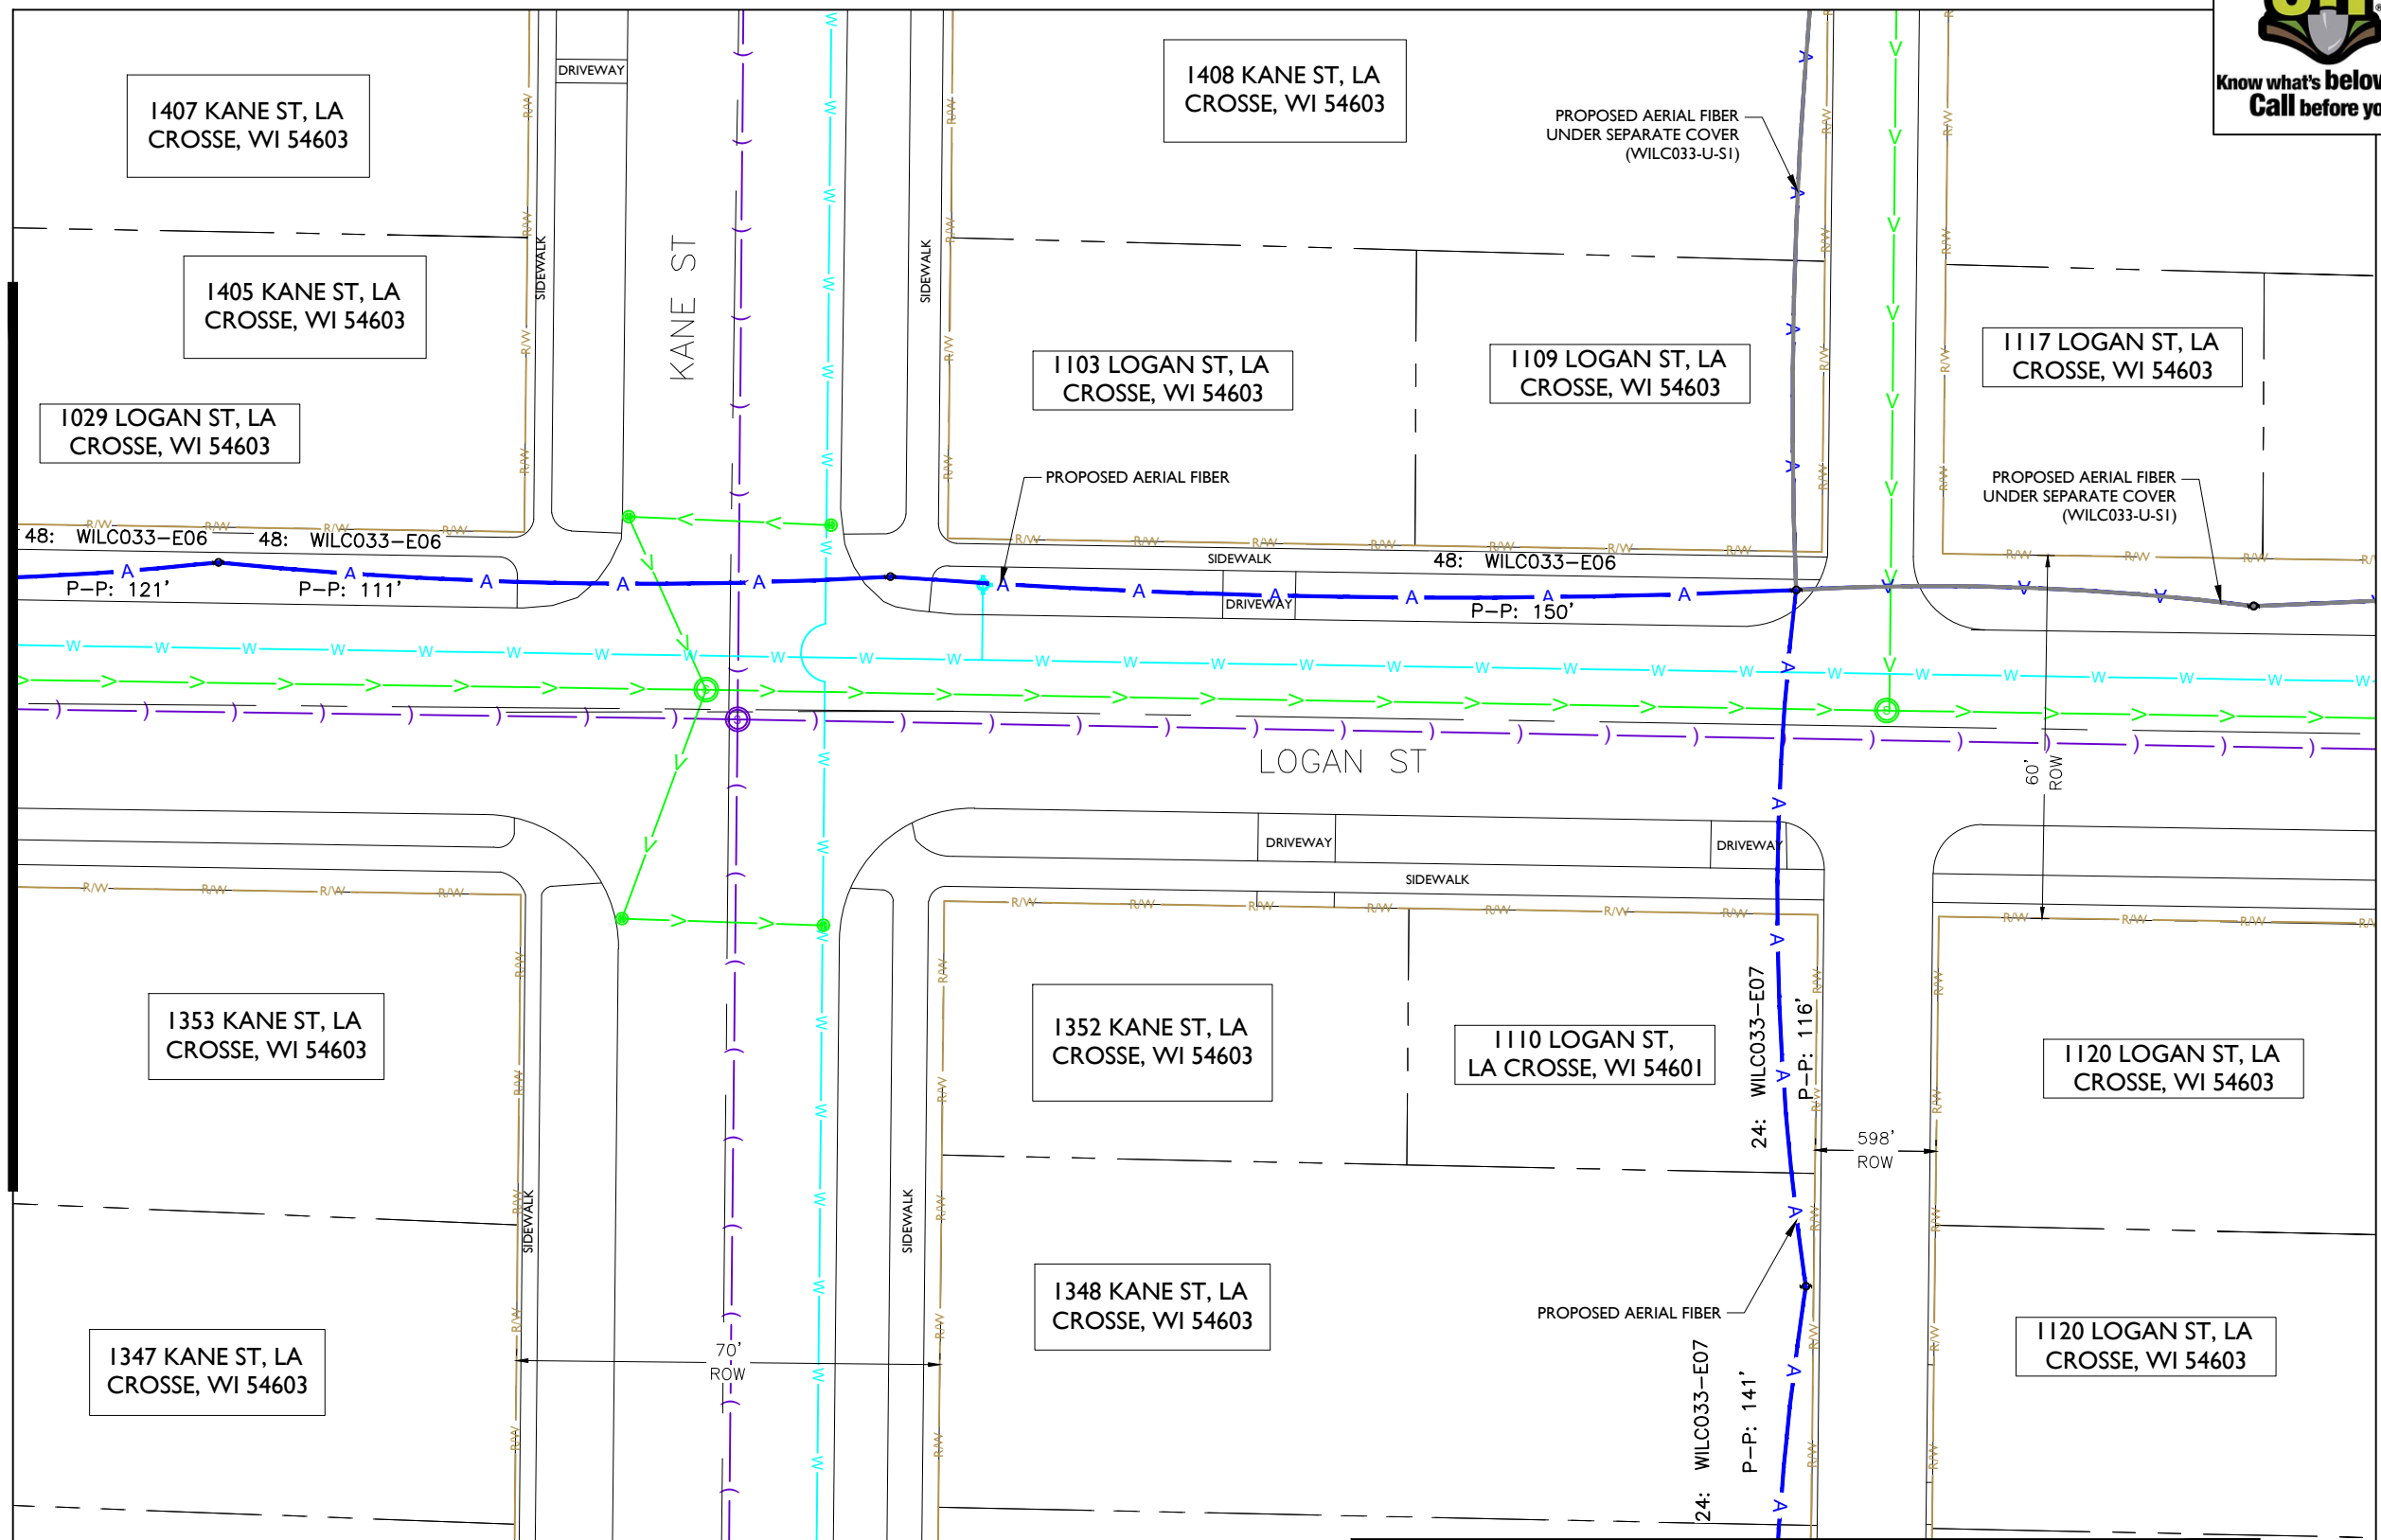 Know what's below
Call before yo
DRIVEWAY
1407 KANE ST, LA
CROSSE, WI 54603
1408 KANE ST, LA
CROSSE, WI 54603
PROPOSED AERIAL FIBER
UNDER SEPARATE COVER
(WILC033-U-S1)
1405 KANE ST, LA
CROSSE, WI 54603
SIDEWALK
KANE ST
SIDEWALK
1103 LOGAN ST, LA
CROSSE, WI 54603
1109 LOGAN ST, LA
CROSSE, WI 54603
1117 LOGAN ST, LA
CROSSE, WI 54603
1029 LOGAN ST, LA
CROSSE, WI 54603
PROPOSED AERIAL FIBER
PROPOSED AERIAL FIBER
UNDER SEPARATE COVER
(WILC033-U-S1)
48: WILC033-E06
48: WILC033-E06
SIDEWALK
48: WILC033-E06
P-P: 121'
P-P: 111'
DRIVEWAY
P-P: 150'
LOGAN ST
60'
ROW
DRIVEWAY
DRIVEWAY
SIDEWALK
1353 KANE ST, LA
CROSSE, WI 54603
1352 KANE ST, LA
CROSSE, WI 54603
1110 LOGAN ST,
LA CROSSE, WI 54601
24: WILC033-E07
P-P: 116'
1120 LOGAN ST, LA
CROSSE, WI 54603
598'
ROW
SIDEWALK
SIDEWALK
1348 KANE ST, LA
CROSSE, WI 54603
PROPOSED AERIAL FIBER
1347 KANE ST, LA
CROSSE, WI 54603
70'
ROW
24: WILC033-E07
P-P: 141'
1120 LOGAN ST, LA
CROSSE, WI 54603